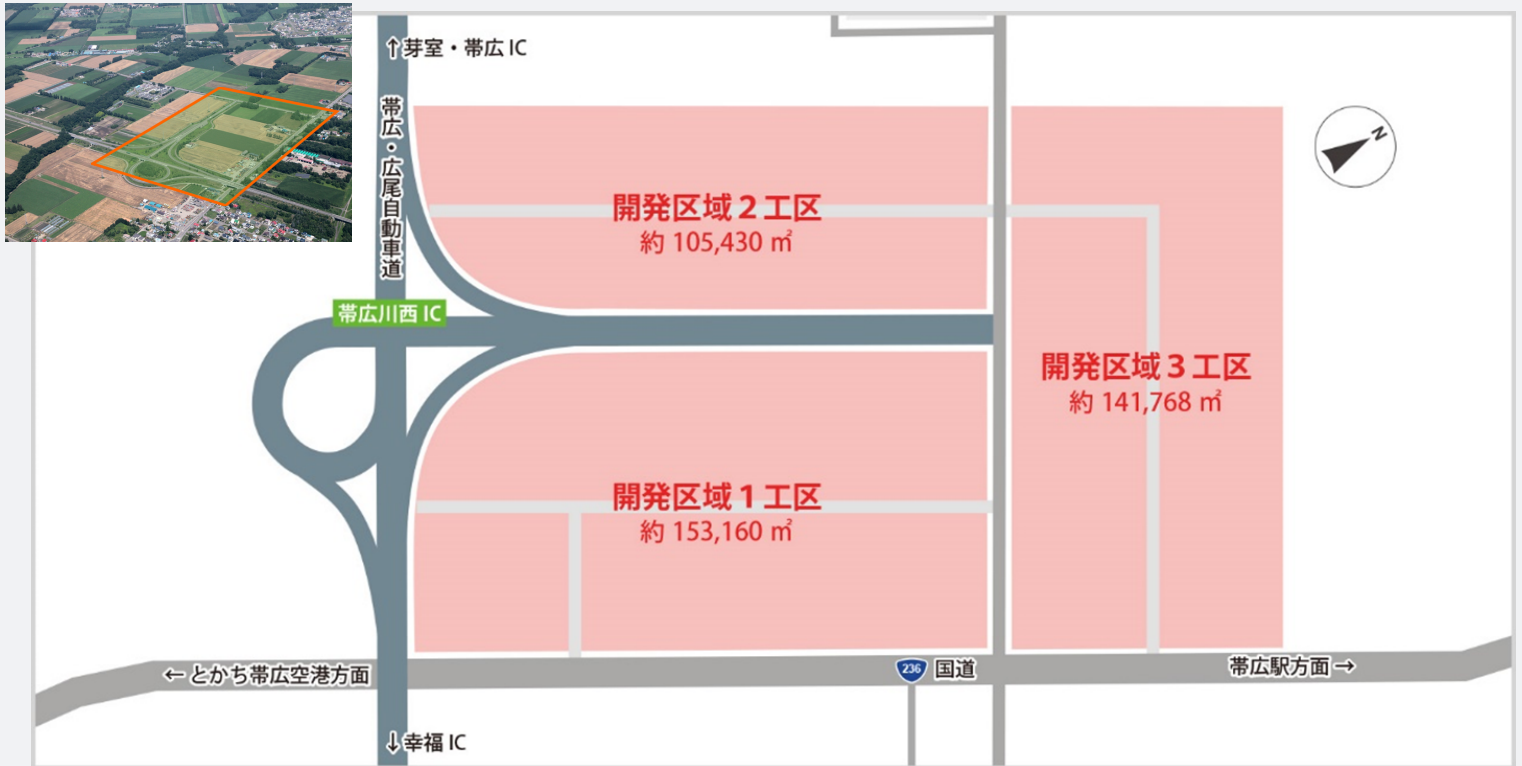 ↑芽室・帯広 IC
帯広・広尾自動車道
N
開発区域２工区
約 105,430 ㎡
帯広川西 IC
開発区域３工区
約 141,768 ㎡
開発区域１工区
約 153,160 ㎡
←とかち帯広空港方面
236 国道
帯広駅方面→
↓幸福 IC